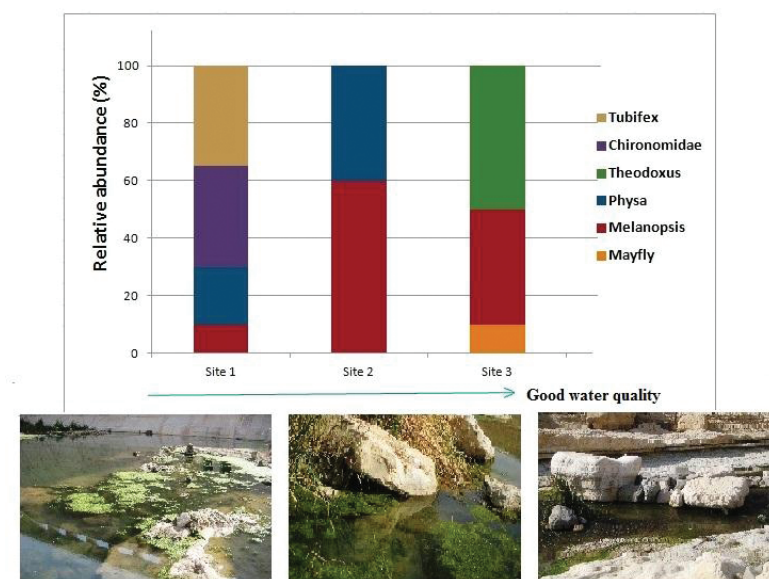 Relative abundance (%)
100
80
60
40
20
0
Site 1
Site 2
Site 3
Tubifex
Chironomidae
Theodoxus
Physa
Melanopsis
Mayfly
Good water quality